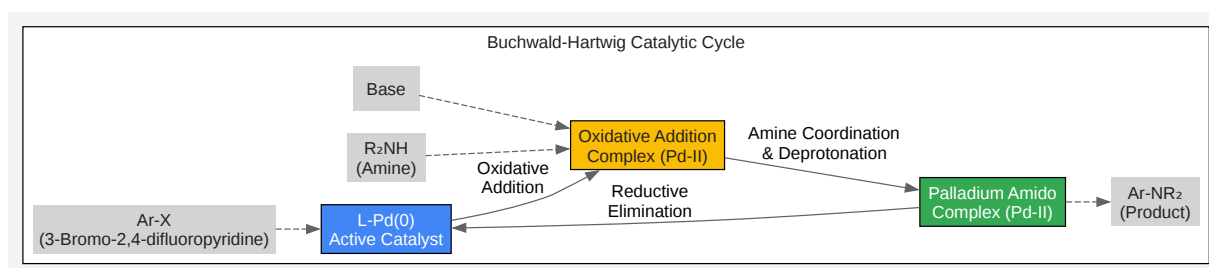 Buchwald-Hartwig Catalytic Cycle
Base
R₂NH
(Amine)
Oxidative Addition
Complex (Pd-II)
Amine Coordination
& Deprotonation
Oxidative
Addition
Reductive
Elimination
Palladium Amido
Complex (Pd-II)
Ar-NR₂
(Product)
Ar-X
(3-Bromo-2,4-difluoropyridine)
L-Pd(0)
Active Catalyst